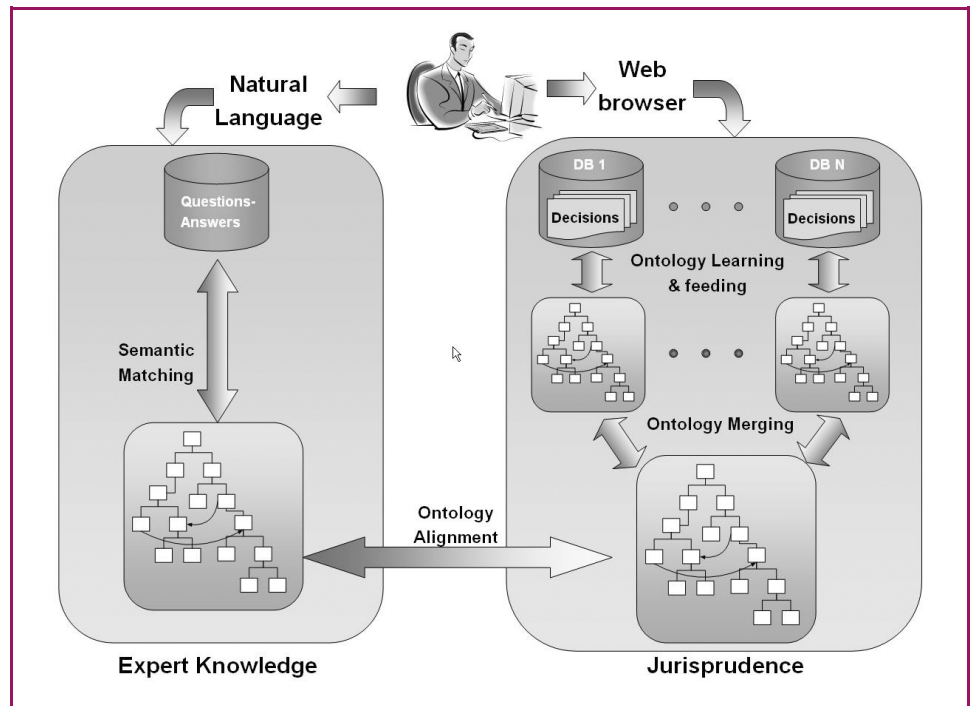 Natural
Language
Web
browser
Questions-
Answers
Semantic
Matching
DB 1
Decisions
DB N
Decisions
Ontology Learning
& feeding
Ontology Merging
Ontology
Alignment
Expert Knowledge
Jurisprudence